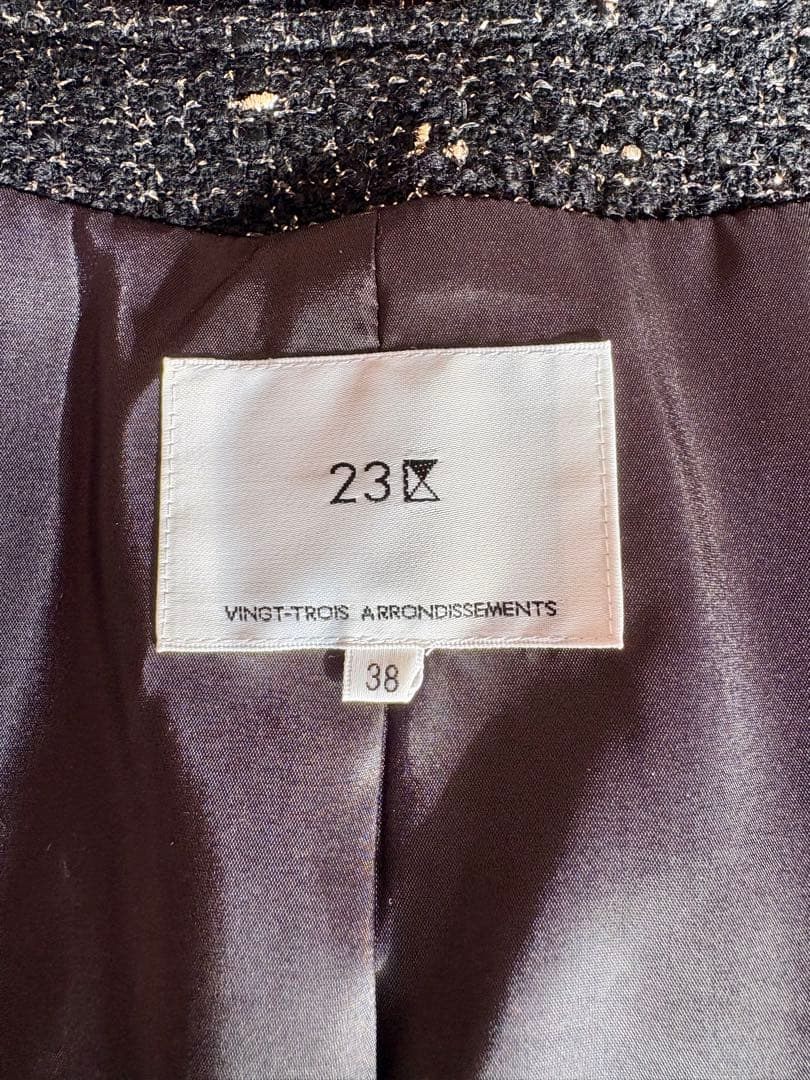 23区
VINGT-TROIS ARRONDISSEMENTS
38